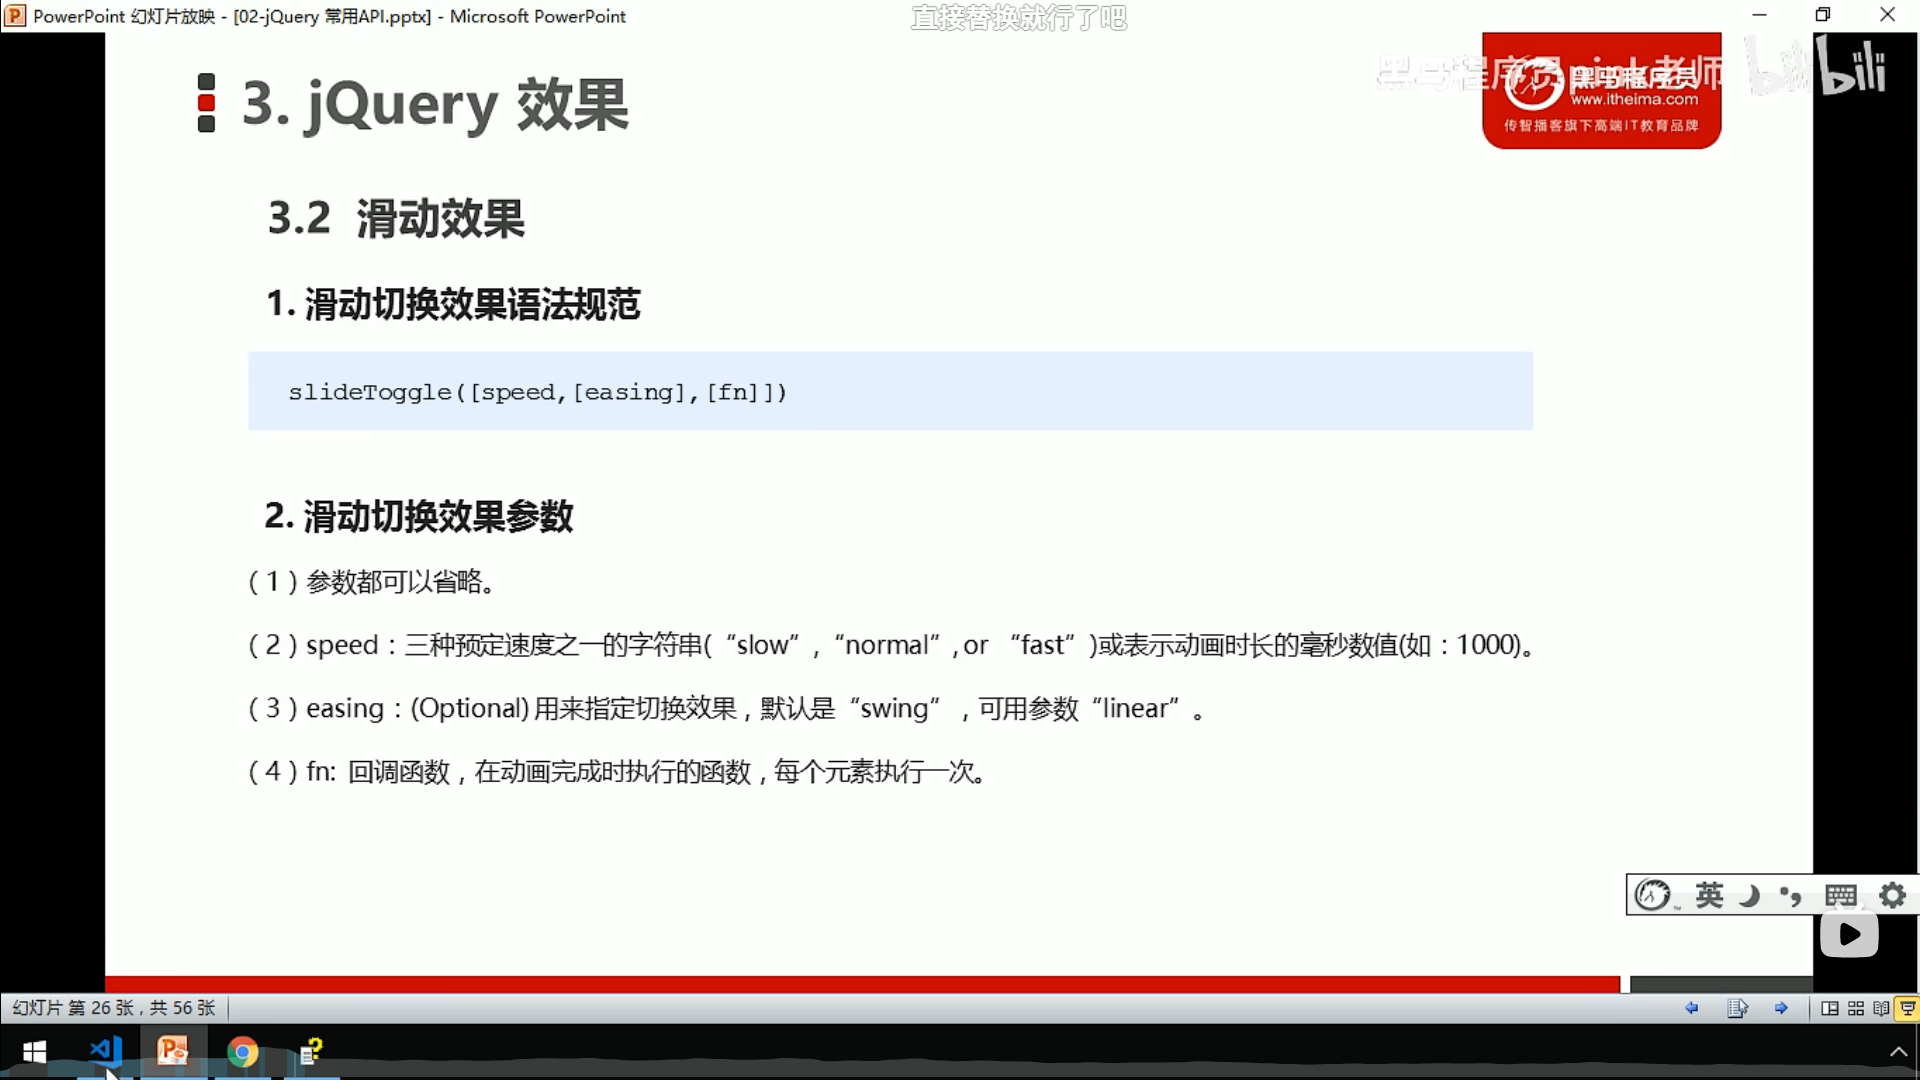 PowerPoint 幻灯片放映 - [02-jQuery 常用API.pptx] - Microsoft PowerPoint
直接替换就行了吧
黑马程序员pink老师
bilibili
黑马程序员
www.itheima.com
传智播客旗下高端IT教育品牌
3. jQuery 效果
3.2 滑动效果
1. 滑动切换效果语法规范
slideToggle([speed,[easing],[fn]])
2. 滑动切换效果参数
（1）参数都可以省略。
（2）speed：三种预定速度之一的字符串(“slow”,“normal”, or “fast”)或表示动画时长的毫秒数值(如：1000)。
（3）easing：(Optional) 用来指定切换效果，默认是“swing”，可用参数“linear”。
（4）fn: 回调函数，在动画完成时执行的函数，每个元素执行一次。
英
幻灯片 第 26 张，共 56 张